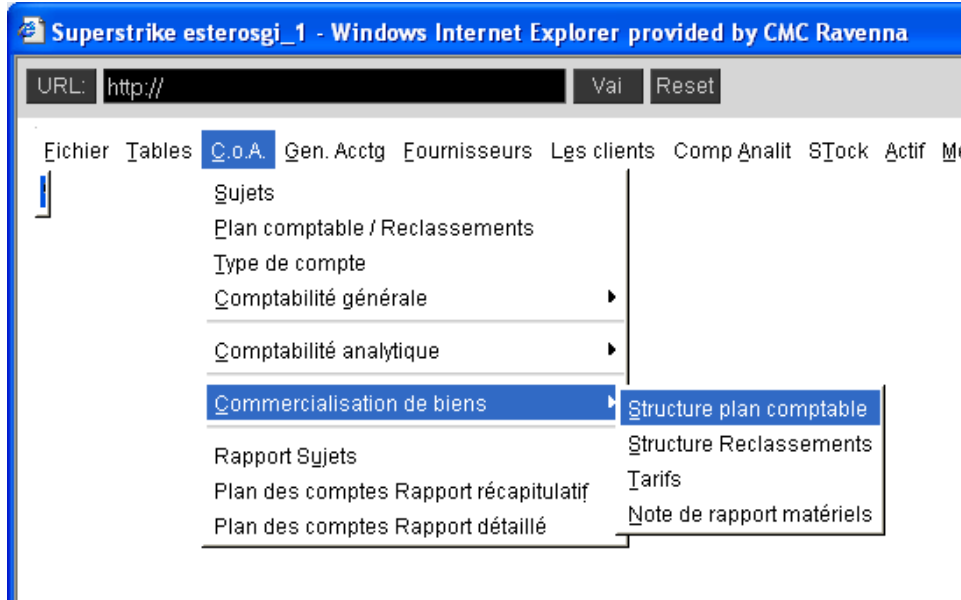 Superstrike esterosgi_1 - Windows Internet Explorer provided by CMC Ravenna
URL: http:// Vai Reset
Fichier Tables C.o.A. Gen. Acctg Fournisseurs Les clients Comp Analit STock Actif Me
Sujets
Plan comptable / Reclassements
Type de compte
Comptabilité générale
Comptabilité analytique
Commercialisation de biens
Structure plan comptable
Structure Reclassements
Tarifs
Note de rapport matériels
Rapport Sujets
Plan des comptes Rapport récapitulatif
Plan des comptes Rapport détaillé